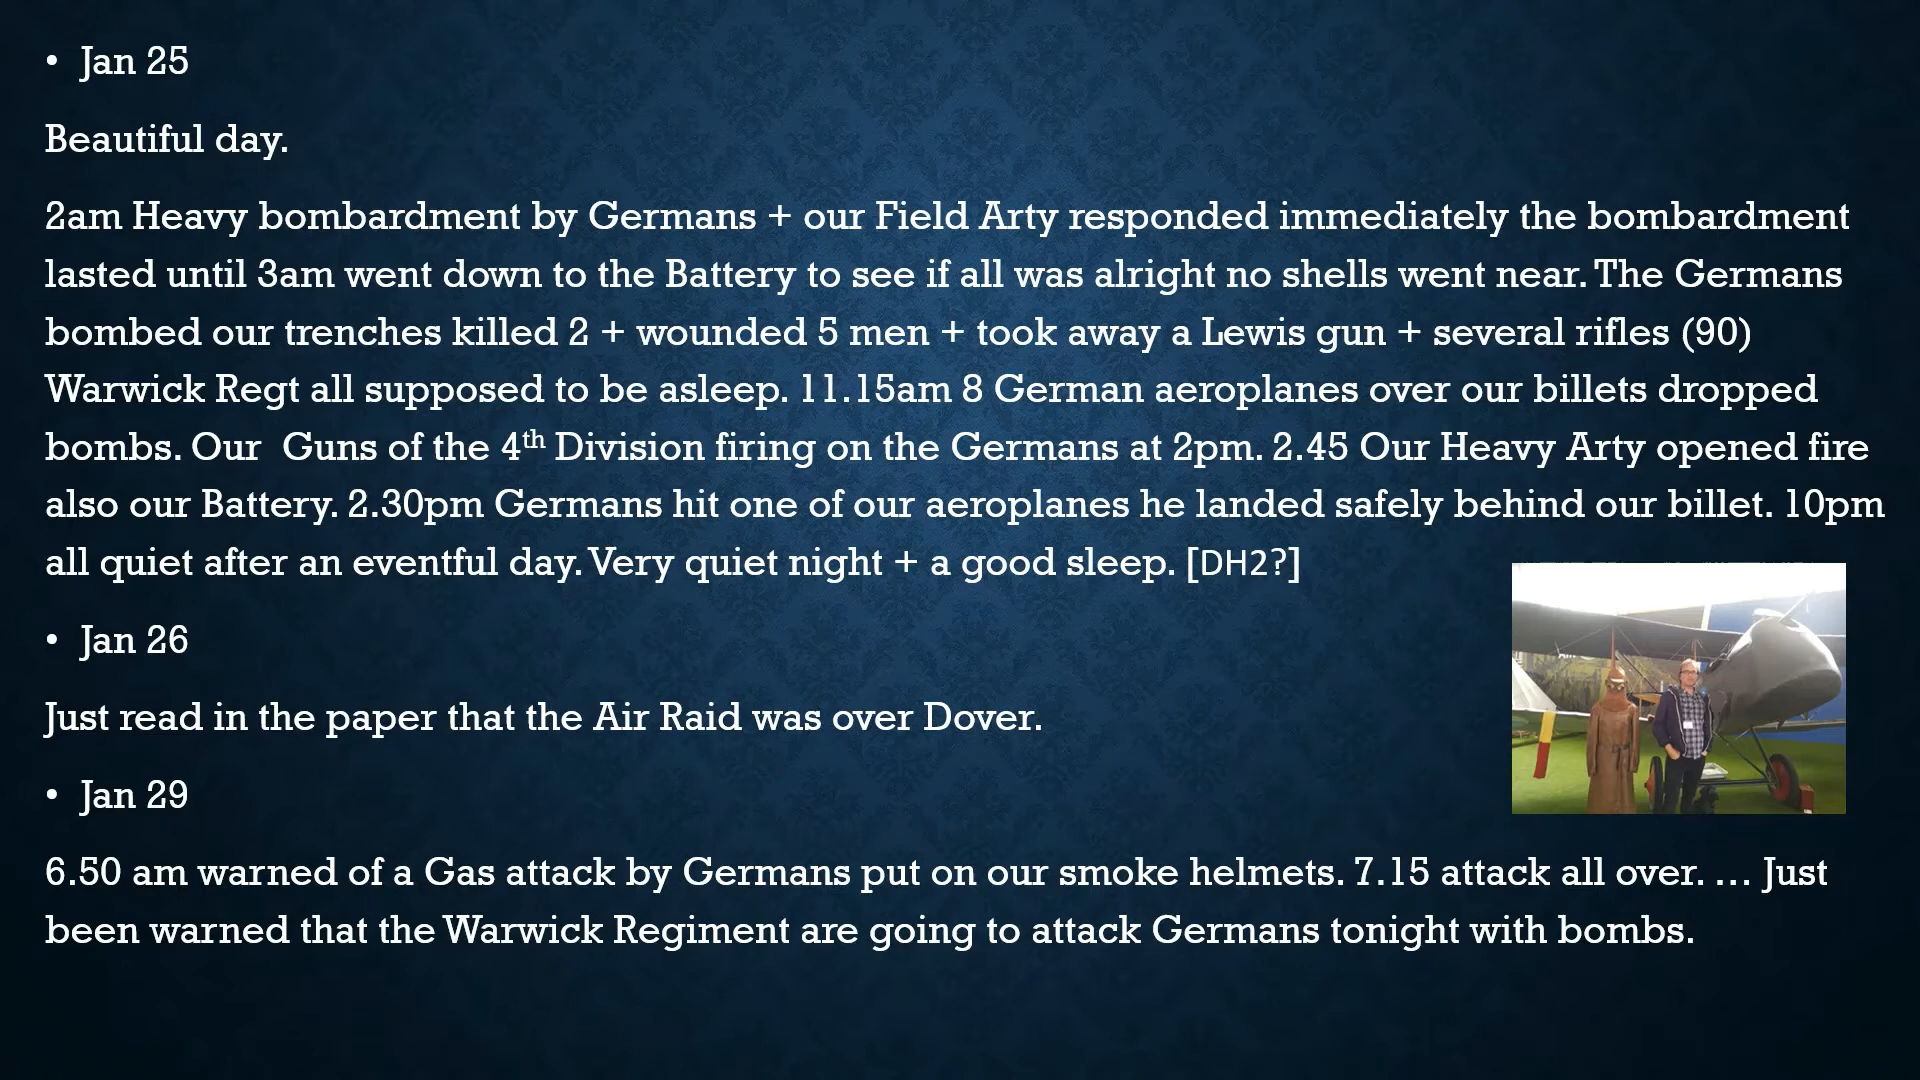 • Jan 25
Beautiful day.
2am Heavy bombardment by Germans + our Field Arty responded immediately the bombardment
lasted until 3am went down to the Battery to see if all was alright no shells went near. The Germans
bombed our trenches killed 2 + wounded 5 men + took away a Lewis gun + several rifles (90)
Warwick Regt all supposed to be asleep. 11.15am 8 German aeroplanes over our billets dropped
bombs. Our Guns of the 4th Division firing on the Germans at 2pm. 2.45 Our Heavy Arty opened fire
also our Battery. 2.30pm Germans hit one of our aeroplanes he landed safely behind our billet. 10pm
all quiet after an eventful day. Very quiet night + a good sleep. [DH2?]
• Jan 26
Just read in the paper that the Air Raid was over Dover.
• Jan 29
6.50 am warned of a Gas attack by Germans put on our smoke helmets. 7.15 attack all over. … Just
been warned that the Warwick Regiment are going to attack Germans tonight with bombs.